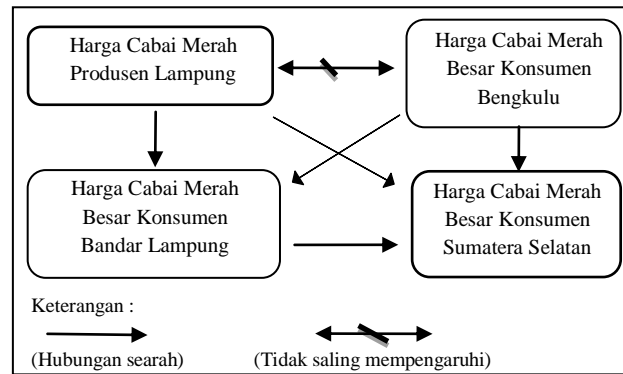 Harga Cabai Merah
Produsen Lampung
Harga Cabai Merah
Besar Konsumen
Bengkulu
Harga Cabai Merah
Besar Konsumen
Bandar Lampung
Harga Cabai Merah
Besar Konsumen
Sumatera Selatan
Keterangan :
(Hubungan searah)
(Tidak saling mempengaruhi)